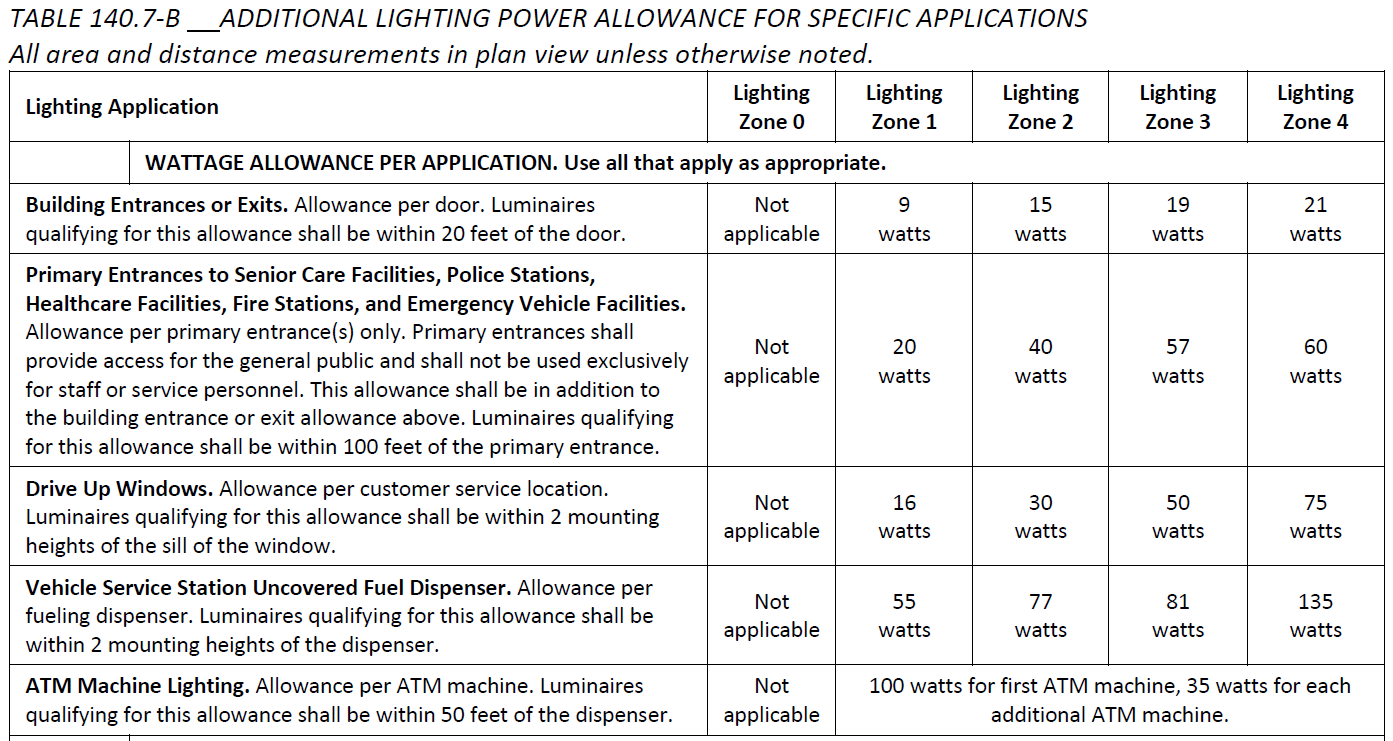 TABLE 140.7-B __ADDITIONAL LIGHTING POWER ALLOWANCE FOR SPECIFIC APPLICATIONS
All area and distance measurements in plan view unless otherwise noted.
Lighting Application
Lighting
Zone 0
Lighting
Zone 1
Lighting
Zone 2
Lighting
Zone 3
Lighting
Zone 4
WATTAGE ALLOWANCE PER APPLICATION. Use all that apply as appropriate.
Building Entrances or Exits. Allowance per door. Luminaires
qualifying for this allowance shall be within 20 feet of the door.
Not
applicable
9
watts
15
watts
19
watts
21
watts
Primary Entrances to Senior Care Facilities, Police Stations,
Healthcare Facilities, Fire Stations, and Emergency Vehicle Facilities.
Allowance per primary entrance(s) only. Primary entrances shall
provide access for the general public and shall not be used exclusively
for staff or service personnel. This allowance shall be in addition to
the building entrance or exit allowance above. Luminaires qualifying
for this allowance shall be within 100 feet of the primary entrance.
Not
applicable
20
watts
40
watts
57
watts
60
watts
Drive Up Windows. Allowance per customer service location.
Luminaires qualifying for this allowance shall be within 2 mounting
heights of the sill of the window.
Not
applicable
16
watts
30
watts
50
watts
75
watts
Vehicle Service Station Uncovered Fuel Dispenser. Allowance per
fueling dispenser. Luminaires qualifying for this allowance shall be
within 2 mounting heights of the dispenser.
Not
applicable
55
watts
77
watts
81
watts
135
watts
ATM Machine Lighting. Allowance per ATM machine. Luminaires
qualifying for this allowance shall be within 50 feet of the dispenser.
Not
applicable
100 watts for first ATM machine, 35 watts for each
additional ATM machine.